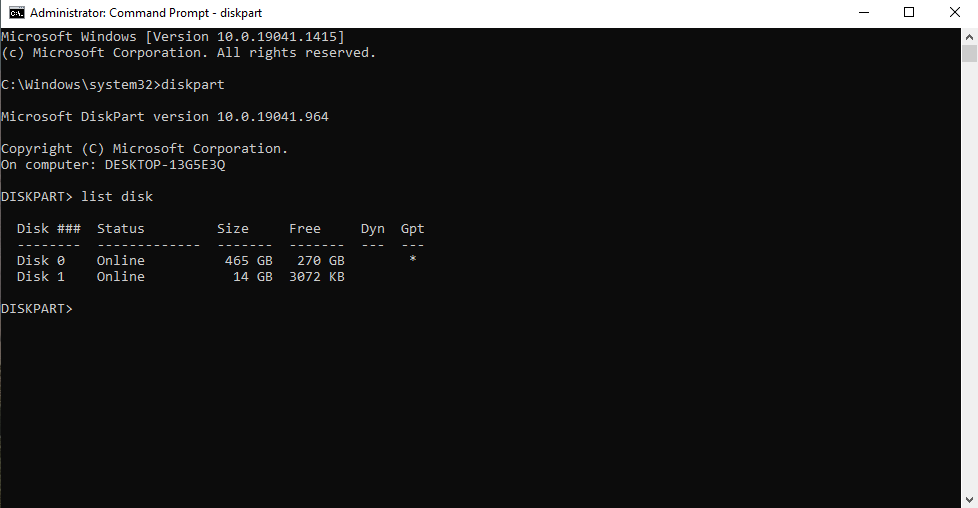 Administrator: Command Prompt - diskpart
Microsoft Windows [Version 10.0.19041.1415]
(c) Microsoft Corporation. All rights reserved.
C:\Windows\system32>diskpart
Microsoft DiskPart version 10.0.19041.964
Copyright (C) Microsoft Corporation.
On computer: DESKTOP-13G5E3Q
DISKPART> list disk
  Disk ###  Status         Size     Free     Dyn  Gpt
  --------  -------------  -------  -------  ---  ---
  Disk 0    Online          465 GB   270 GB        *
  Disk 1    Online           14 GB  3072 KB
DISKPART>